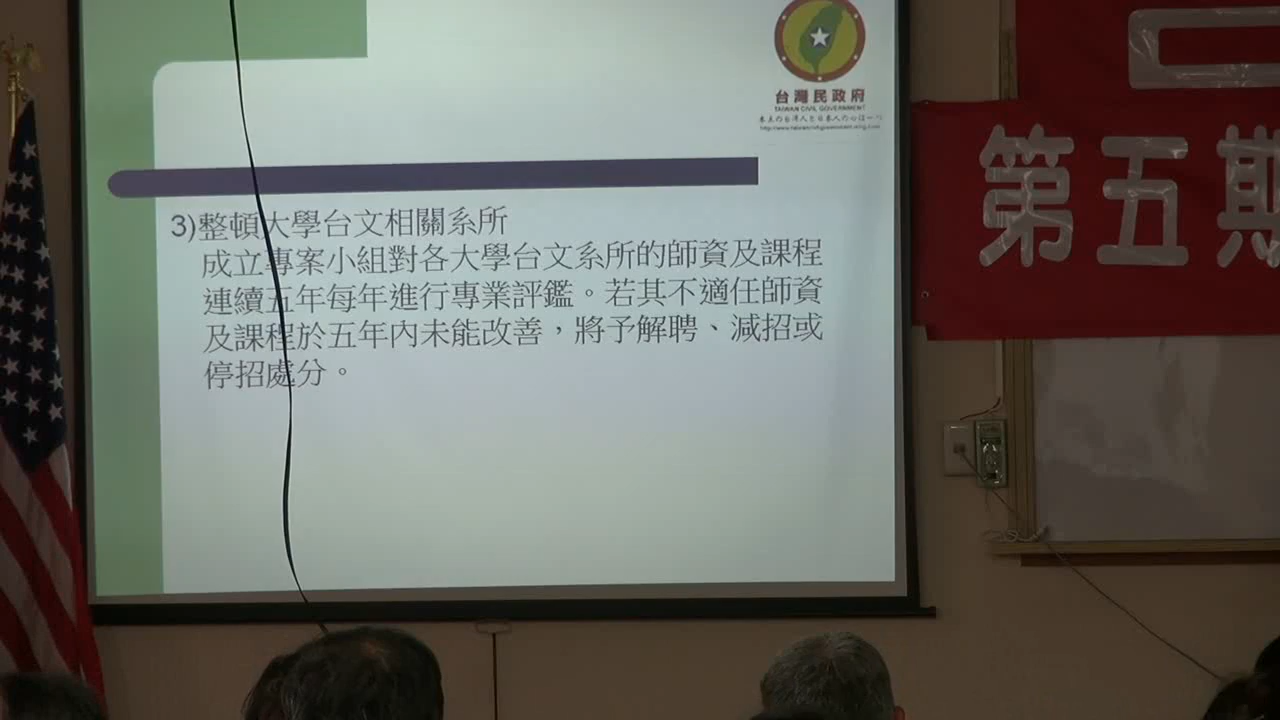 台灣民政府
TAIWAN CIVIL GOVERNMENT
3)整頓大學台文相關系所
成立專案小組對各大學台文系所的師資及課程
連續五年每年進行專業評鑑。若其不適任師資
及課程於五年內未能改善，將予解聘、減招或
停招處分。
第五期